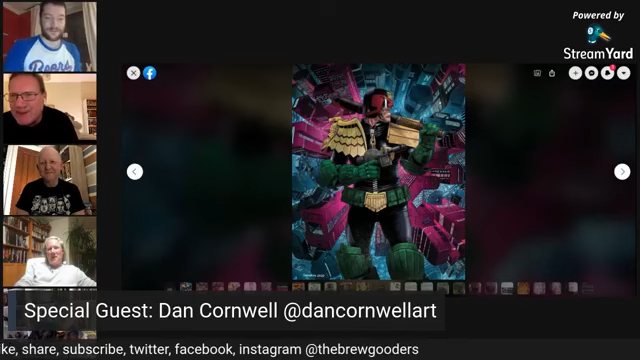 Powered by
StreamYard
Special Guest: Dan Cornwell @dancornwellart
ke, share, subscribe, twitter, facebook, instagram @thebrewgooders